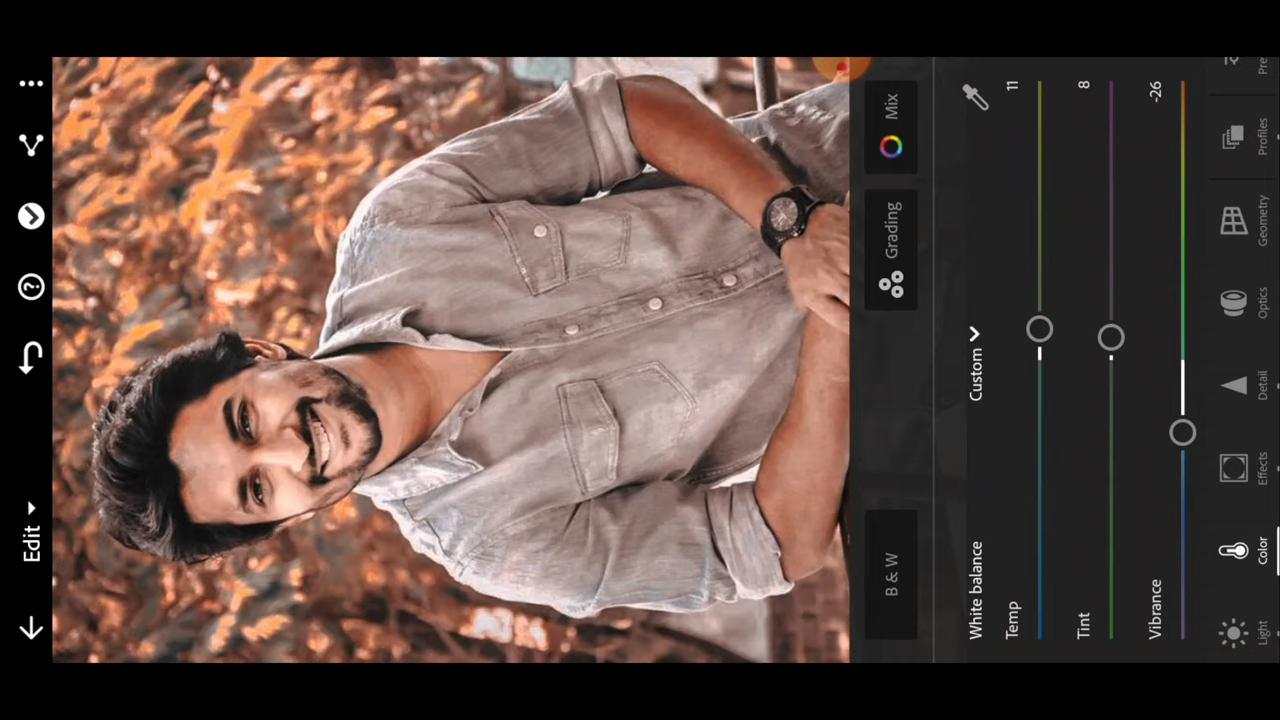 Edit
B & W
Grading
Mix
White balance
Custom
Temp
11
Tint
8
Vibrance
-26
Light
Color
Effects
Detail
Optics
Geometry
Profiles
Pre